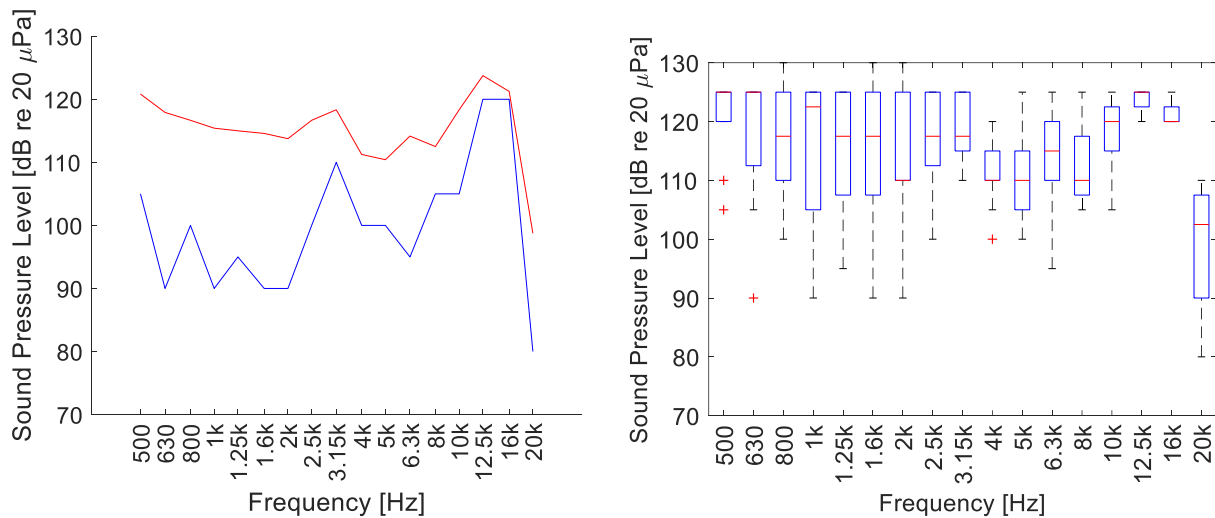 Sound Pressure Level [dB re 20 μPa]
130
120
110
100
90
80
70
500 630 800 1k 1.25k 1.6k 2k 2.5k 3.15k 4k 5k 6.3k 8k 10k 12.5k 16k 20k
Frequency [Hz]
Sound Pressure Level [dB re 20 μPa]
130
120
110
100
90
80
70
500 630 800 1k 1.25k 1.6k 2k 2.5k 3.15k 4k 5k 6.3k 8k 10k 12.5k 16k 20k
Frequency [Hz]